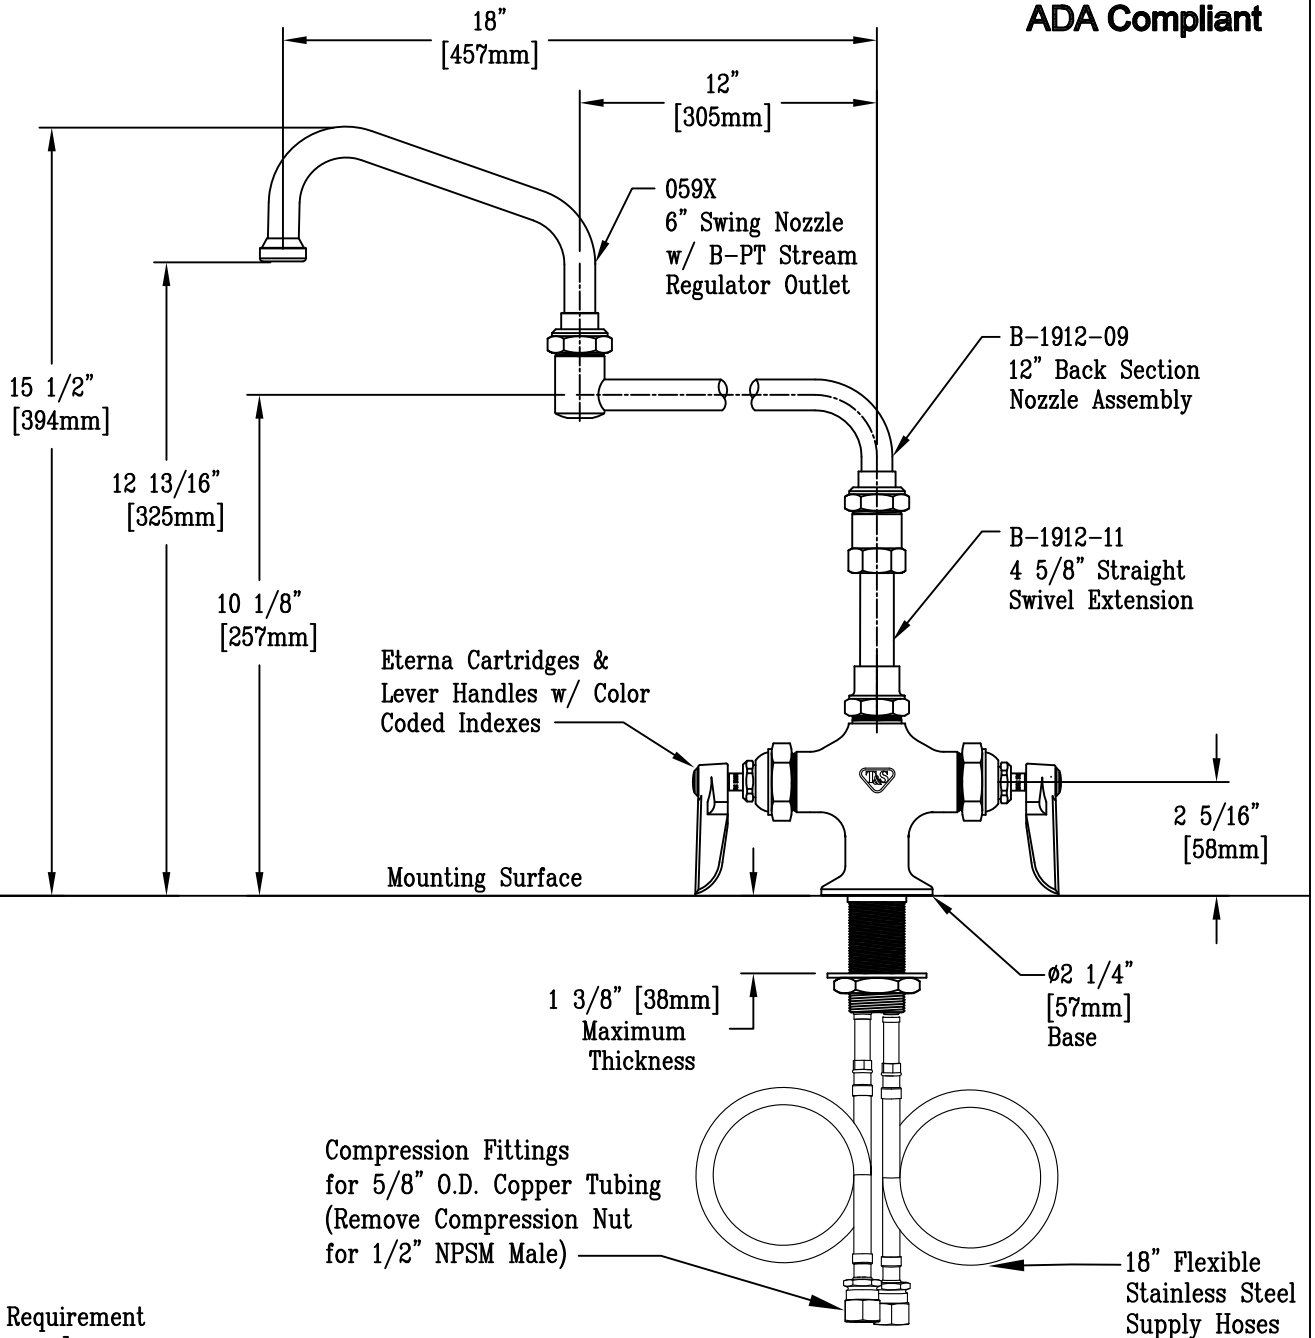 ADA Compliant
18"
[457mm]
12"
[305mm]
059X
6" Swing Nozzle
w/ B-PT Stream
Regulator Outlet
B-1912-09
12" Back Section
Nozzle Assembly
15 1/2"
[394mm]
12 13/16"
[325mm]
B-1912-11
4 5/8" Straight
Swivel Extension
10 1/8"
[257mm]
Eterna Cartridges &
Lever Handles w/ Color
Coded Indexes
T&S
2 5/16"
[58mm]
Mounting Surface
ø2 1/4"
[57mm]
Base
1 3/8" [38mm]
Maximum
Thickness
Compression Fittings
for 5/8" O.D. Copper Tubing
(Remove Compression Nut
for 1/2" NPSM Male)
18" Flexible
Stainless Steel
Supply Hoses
Requirement